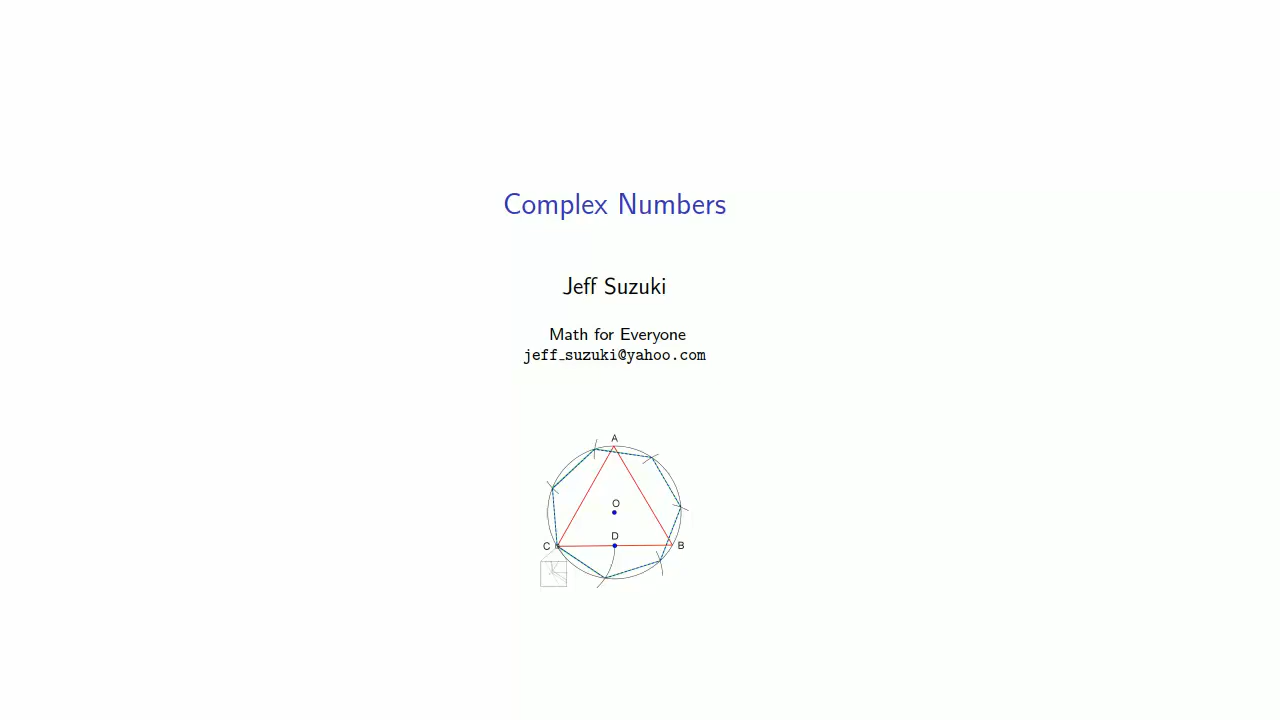 Complex Numbers
Jeff Suzuki
Math for Everyone
jeff_suzuki@yahoo.com
A
O
D
C
B